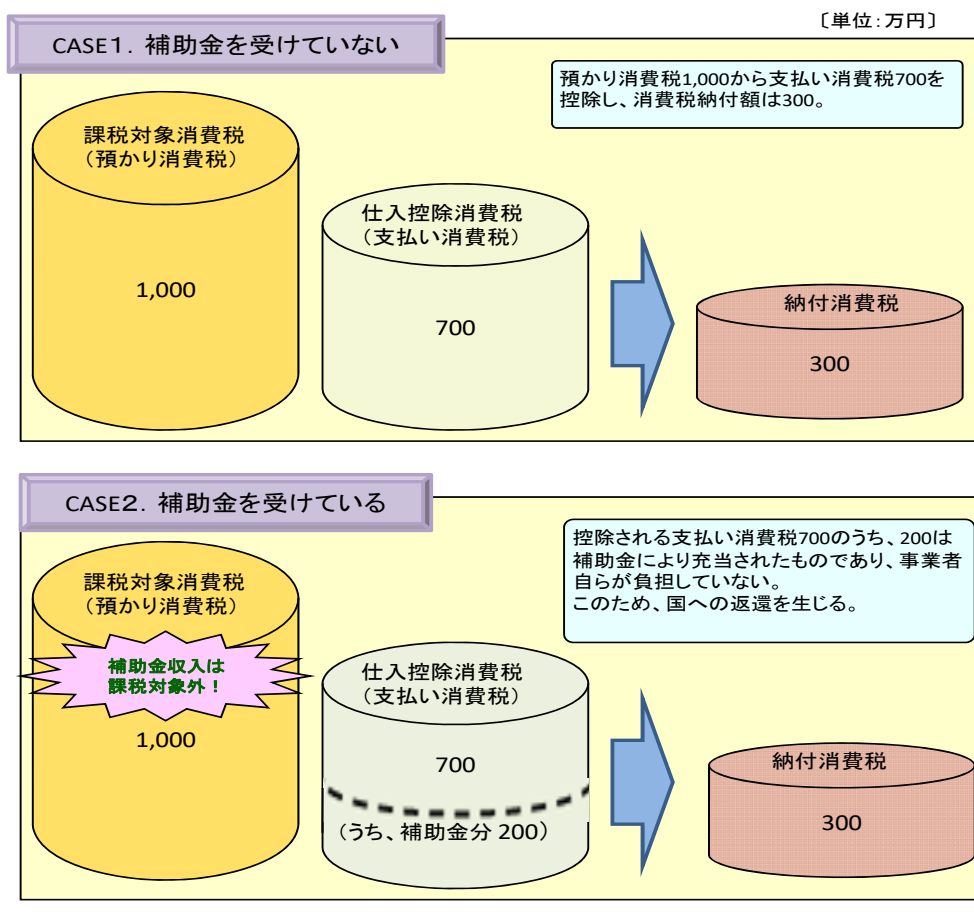 〔単位:万円〕
CASE1. 補助金を受けていない
預かり消費税1,000から支払い消費税700を
控除し、消費税納付額は300。
課税対象消費税
(預かり消費税)
1,000
仕入控除消費税
(支払い消費税)
700
納付消費税
300
CASE2. 補助金を受けている
控除される支払い消費税700のうち、200は
補助金により充当されたものであり、事業者
自らが負担していない。
このため、国への返還を生じる。
課税対象消費税
(預かり消費税)
補助金収入は
課税対象外!
1,000
仕入控除消費税
(支払い消費税)
700
(うち、補助金分 200)
納付消費税
300